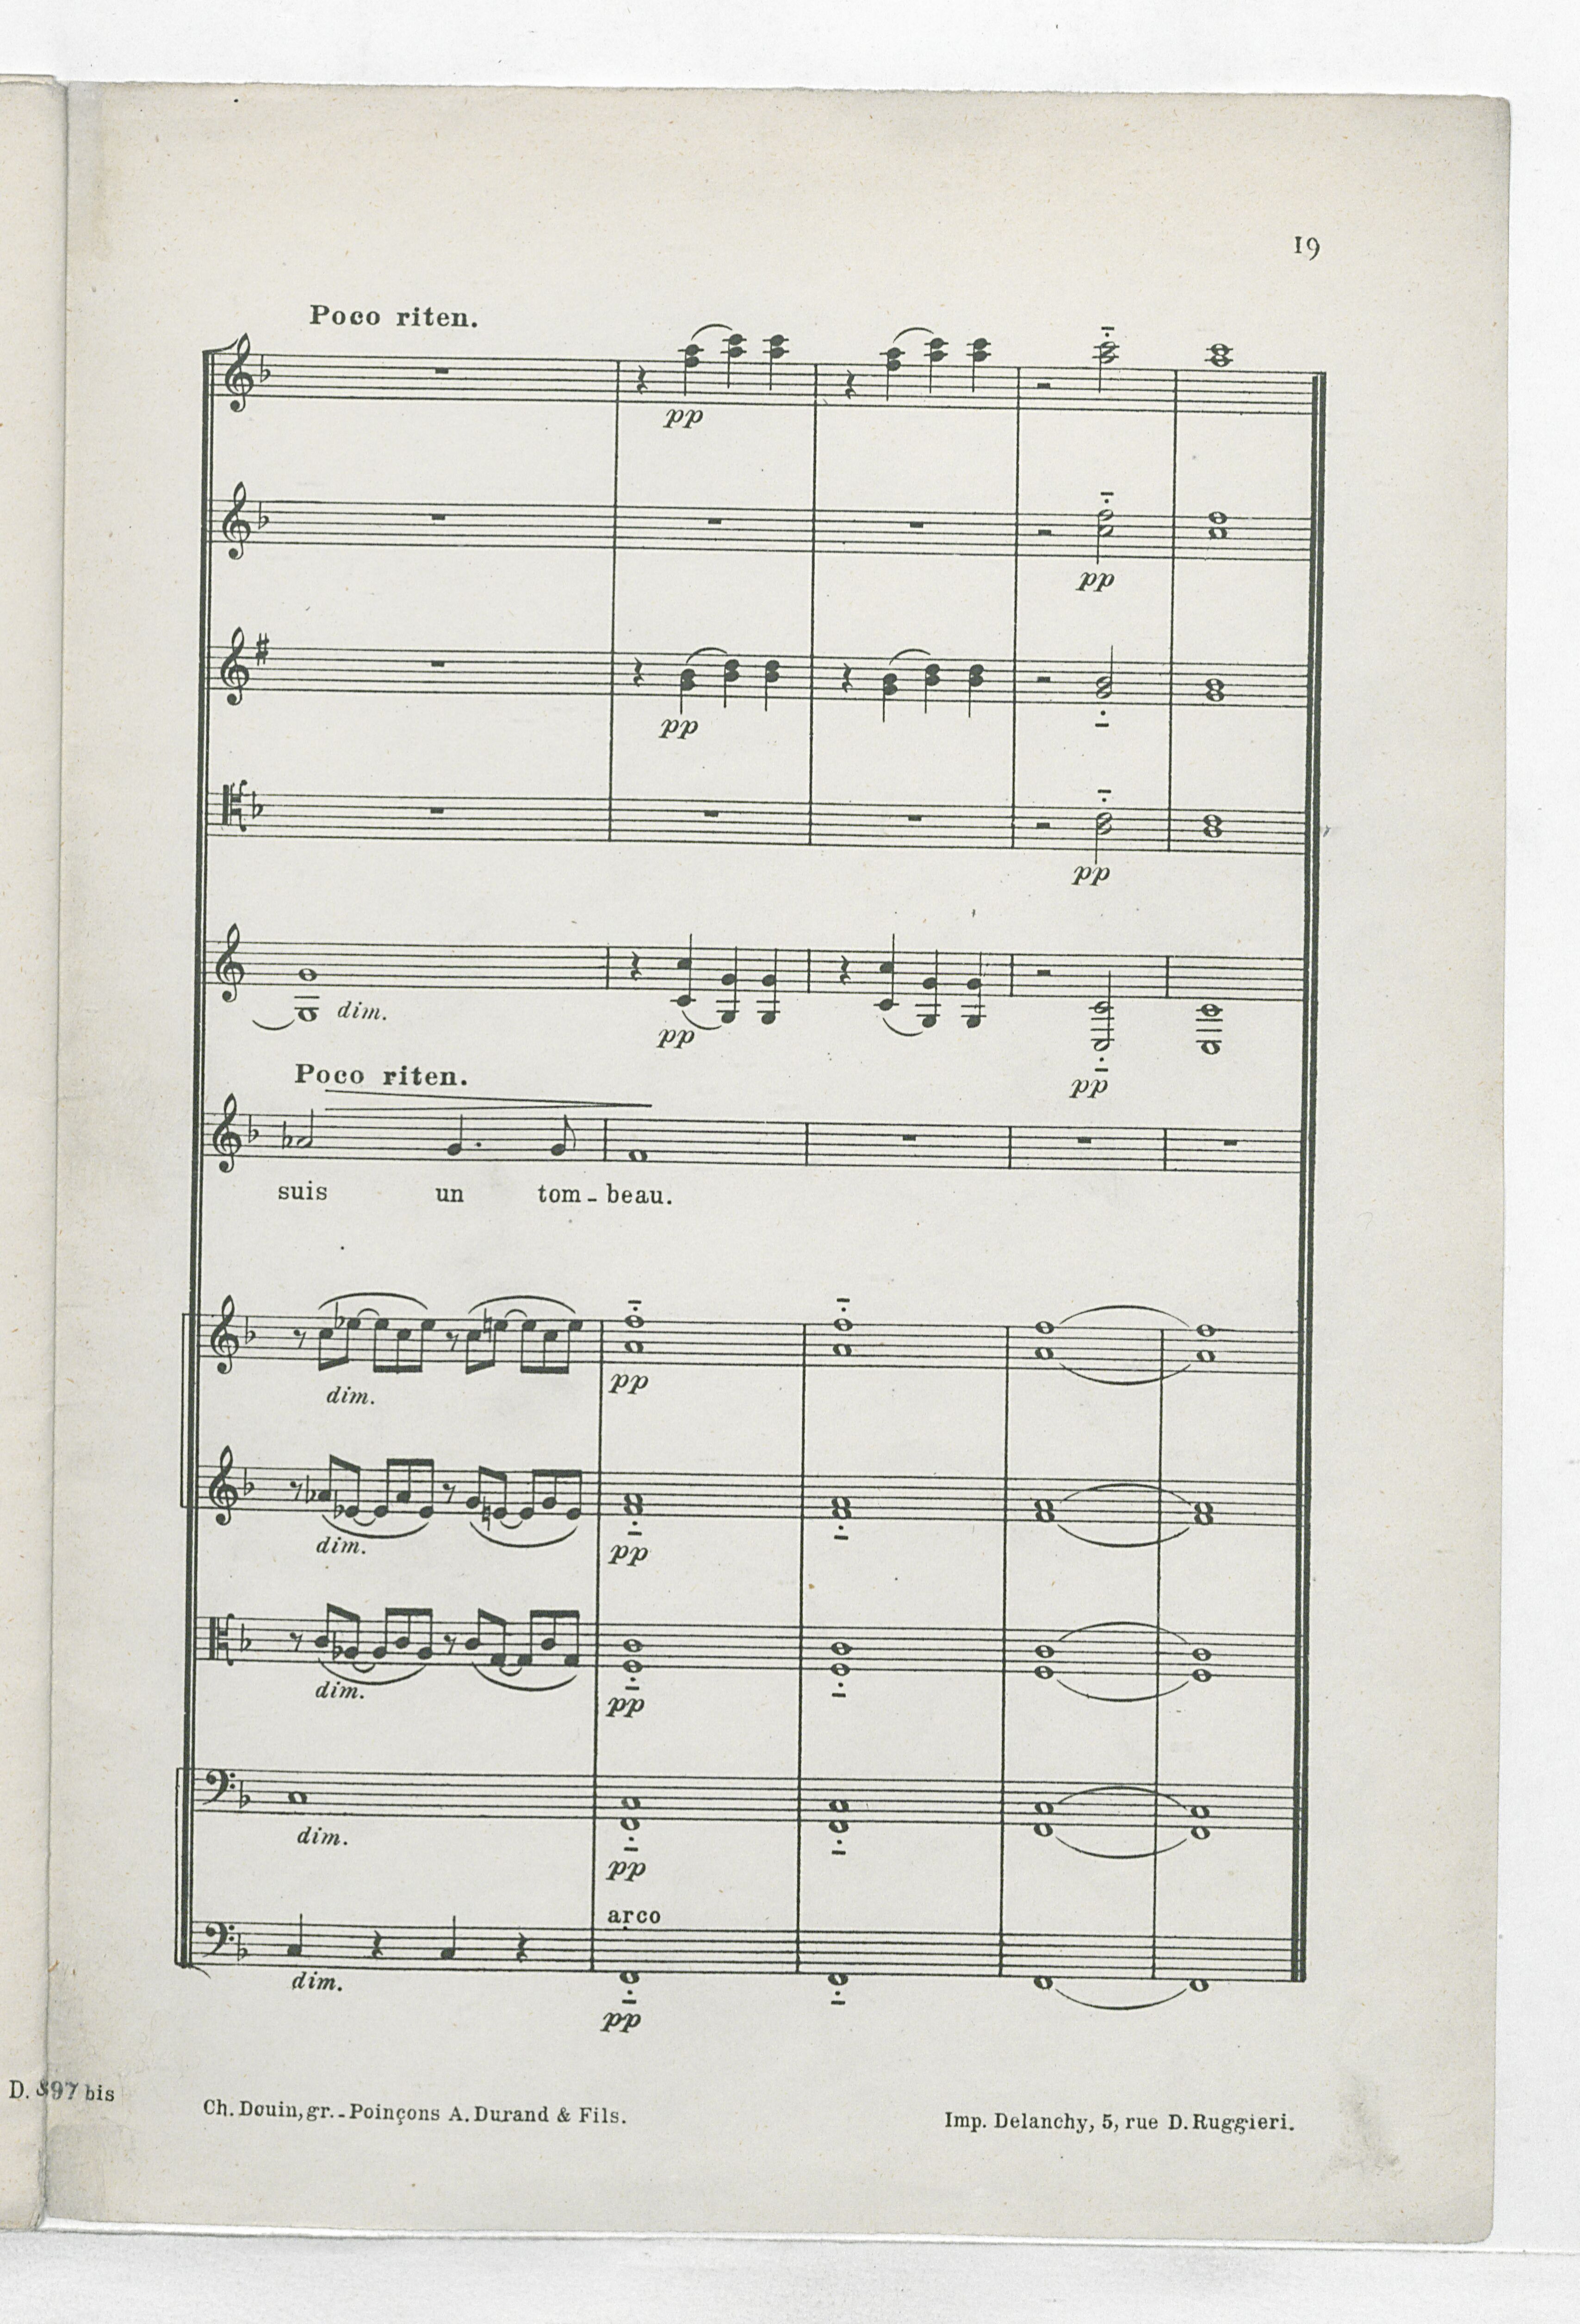 19
Poco riten.
pp
pp
pp
pp
dim.
pp
pp
Poco riten.
suis un tom - beau.
dim.
pp
dim.
pp
dim.
pp
dim.
pp
arco
dim.
pp
D. 897 bis
Ch. Douin, gr. - Poinçons A. Durand & Fils.
Imp. Delanchy, 5, rue D. Ruggieri.